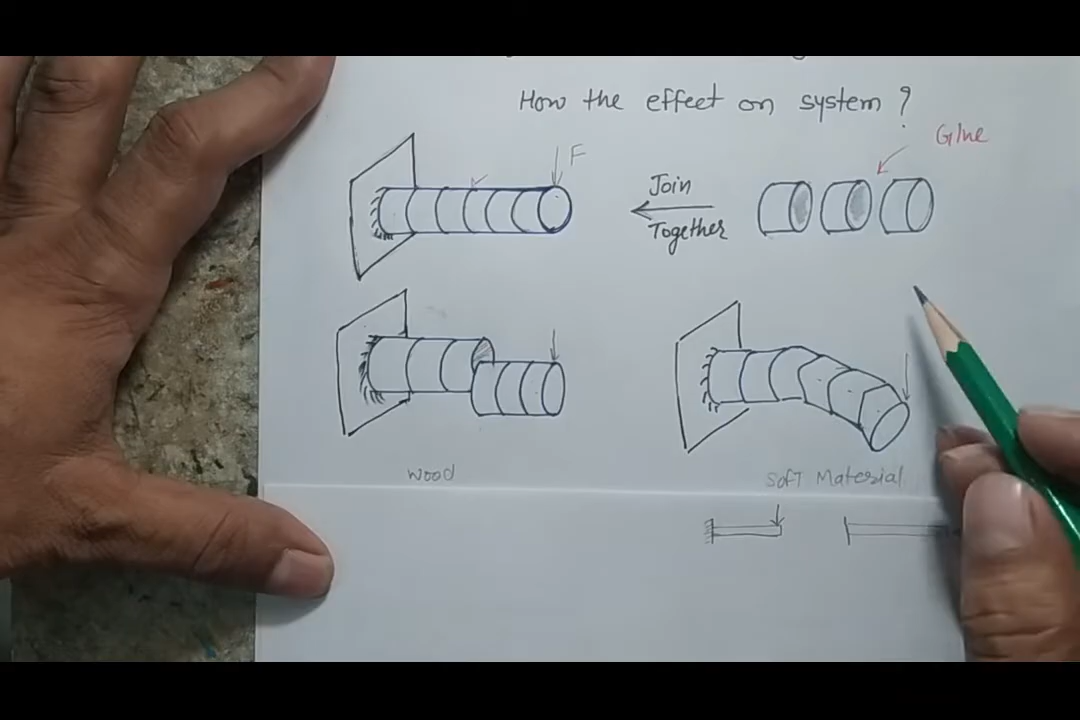 How the effect on system ?
Glue
F
Join
Together
wood
Soft Material